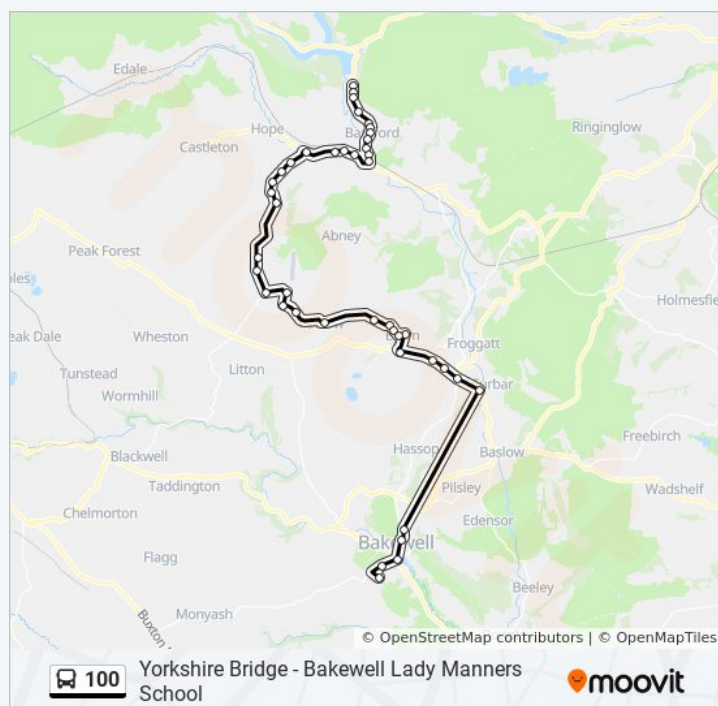 Edale
Hope
Castleton
Ringinglow
Abney
Peak Forest
Holmesfie
Wheston
eak Dale
Froggatt
Tunstead
Litton
Wormhill
Hassop
Baslow
Freebirch
Blackwell
Pilsley
Taddington
Wadshelf
Edensor
Chelmorton
Bakewell
Flagg
Beeley
Monyash
Buxton
© OpenStreetMap contributors | © OpenMapTiles
100
Yorkshire Bridge - Bakewell Lady Manners
School
moovit